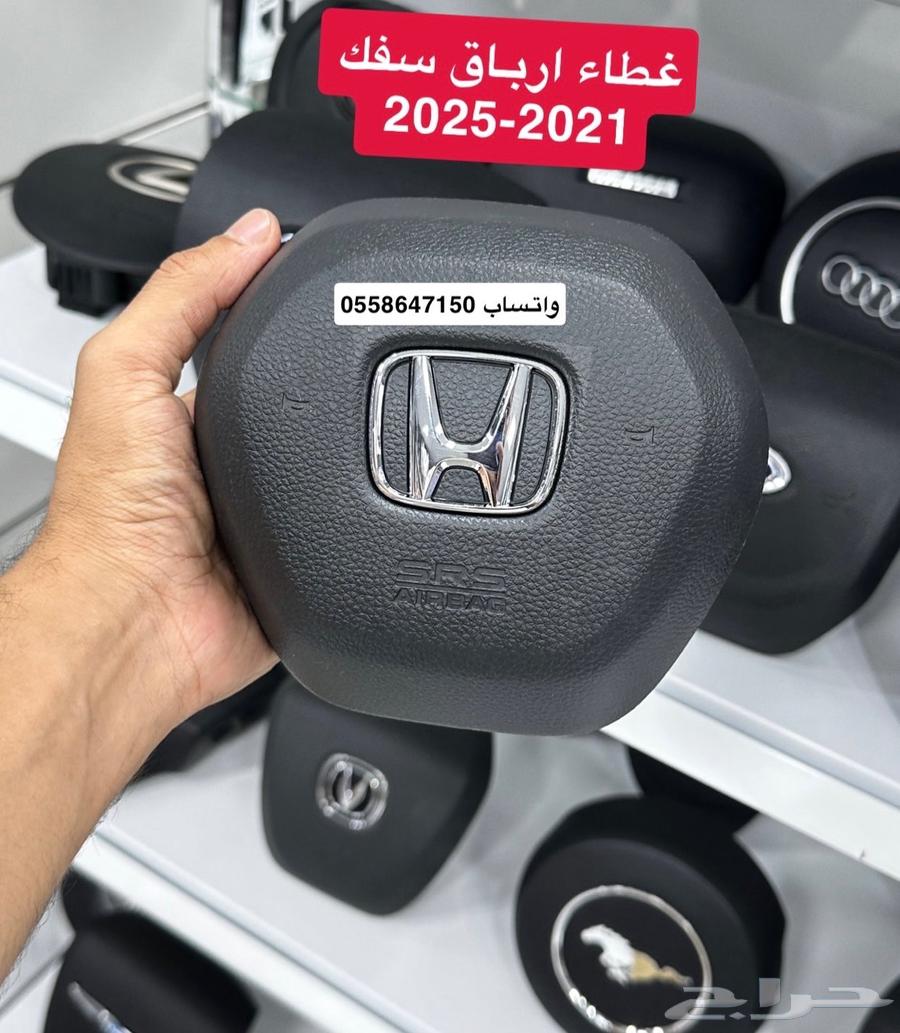 غطاء ارباق سفك
2025-2021
واتساب 0558647150
SRS
AIRBAG
حراج